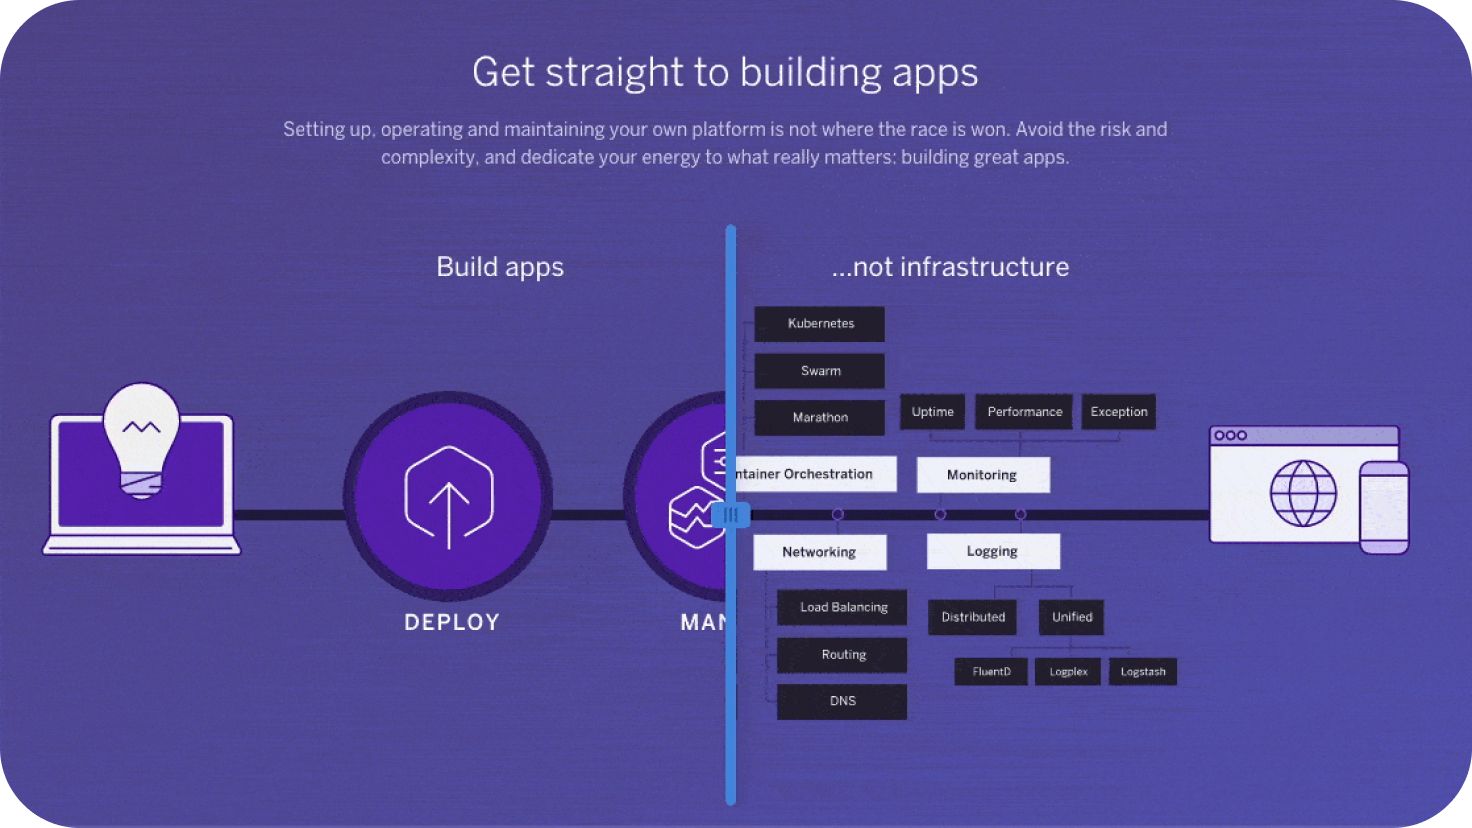 Get straight to building apps
Setting up, operating and maintaining your own platform is not where the race is won. Avoid the risk and
complexity, and dedicate your energy to what really matters: building great apps.
Build apps
...not infrastructure
Kubernetes
Swarm
Marathon
Uptime
Performance
Exception
ntainer Orchestration
Monitoring
Networking
Logging
Load Balancing
Routing
DNS
Distributed
Unified
FluentD
Logplex
Logstash
DEPLOY
MAN